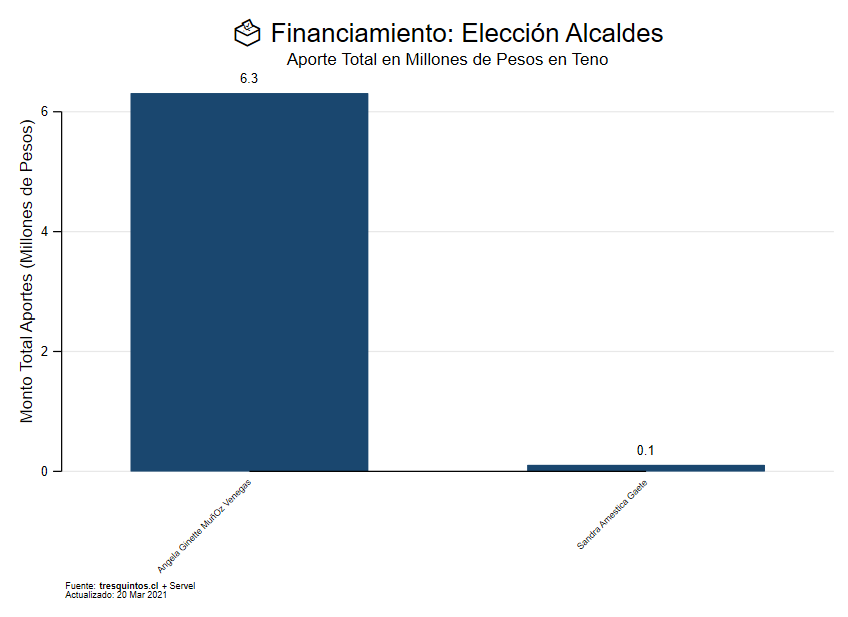 Financiamiento: Elección Alcaldes
Aporte Total en Millones de Pesos en Teno
Monto Total Aportes (Millones de Pesos)
6
4
2
0
6.3
0.1
Angela Ginette MuñOz Venegas
Sandra Amestica Gaete
Fuente: tresquintos.cl + Servel
Actualizado: 20 Mar 2021